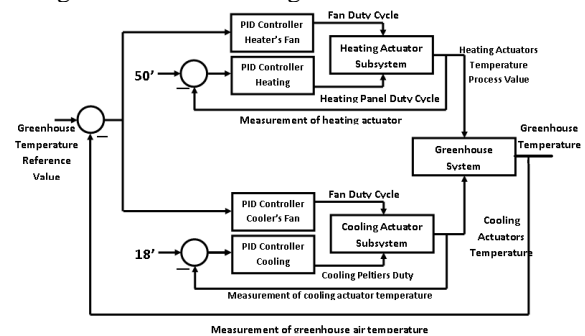 Fan Duty Cycle
PID Controller
Heater's Fan
Heating Actuator
Subsystem
Heating Actuators
Temperature
Process Value
50'
PID Controller
Heating
Heating Panel Duty Cycle
Measurement of heating actuator
Greenhouse
Temperature
Reference
Value
Greenhouse
System
Greenhouse
Temperature
Fan Duty Cycle
PID Controller
Cooler's Fan
Cooling Actuator
Subsystem
Cooling
Actuators
Temperature
18'
PID Controller
Cooling
Cooling Peltiers Duty
Measurement of cooling actuator temperature
Measurement of greenhouse air temperature